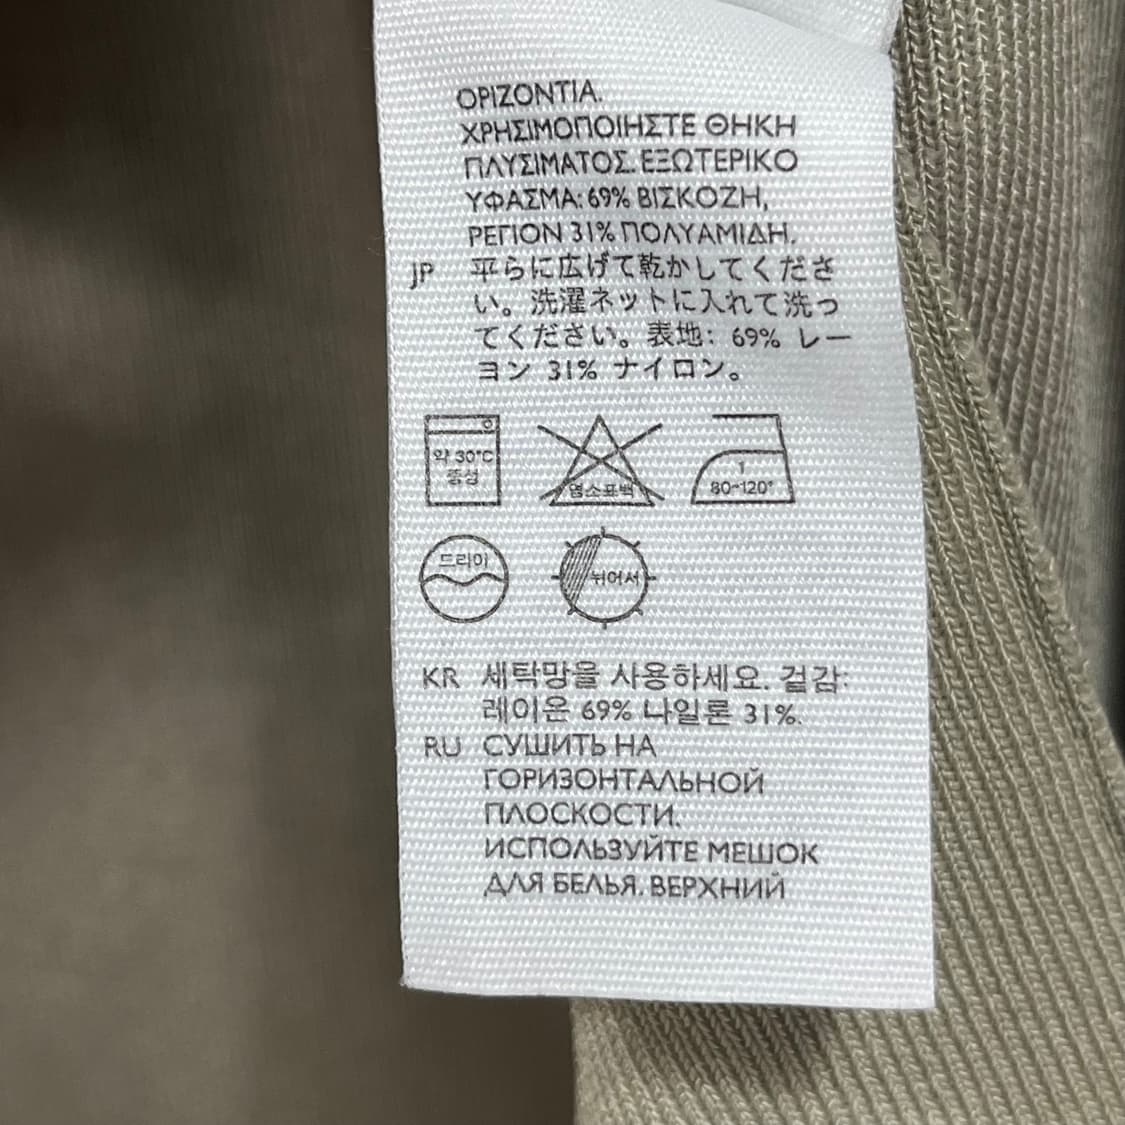 ΟΡΙΖΟΝΤΙΑ.
ΧΡΗΣΙΜΟΠΟΙΗΣΤΕ ΘΗΚΗ
ΠΛΥΣΙΜΑΤΟΣ. ΕΞΩΤΕΡΙΚΟ
ΥΦΑΣΜΑ: 69% ΒΙΣΚΟΖΗ,
ΡΕΓΙΟΝ 31% ΠΟΛΥΑΜΙΔΗ.
JP 平らに広げて乾かしてくださ
い。洗濯ネットに入れて洗っ
てください。表地: 69% レー
ヨン 31% ナイロン。
약 30°C
중성
염소표백
1
80~120°
드라이
뉘어서
KR 세탁망을 사용하세요. 겉감:
레이온 69% 나일론 31%.
RU СУШИТЬ НА
ГОРИЗОНТАЛЬНОЙ
ПЛОСКОСТИ.
ИСПОЛЬЗУЙТЕ МЕШОК
ДЛЯ БЕЛЬЯ. ВЕРХНИЙ